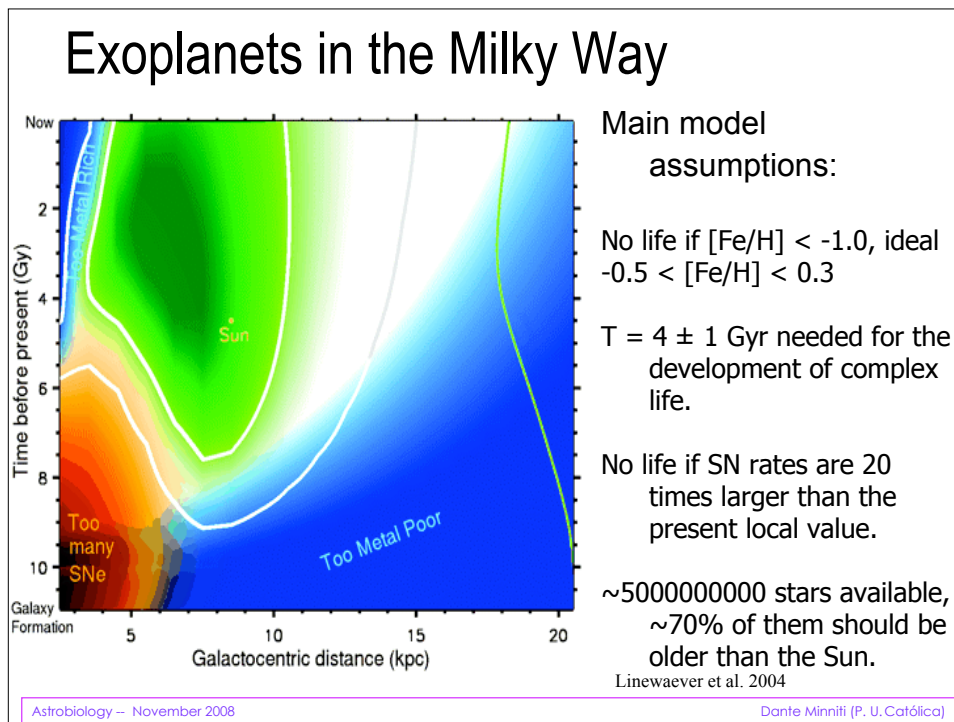 Exoplanets in the Milky Way
Now
2
4
6
8
10
Galaxy
Formation
Time before present (Gy)
5
10
15
20
Galactocentric distance (kpc)
Too Metal Rich
Sun
Too
many
SNe
Too Metal Poor
Main model
assumptions:
No life if [Fe/H] < -1.0, ideal
-0.5 < [Fe/H] < 0.3
T = 4 ± 1 Gyr needed for the
development of complex
life.
No life if SN rates are 20
times larger than the
present local value.
~5000000000 stars available,
~70% of them should be
older than the Sun.
Linewaever et al. 2004
Astrobiology -- November 2008
Dante Minniti (P. U. Católica)